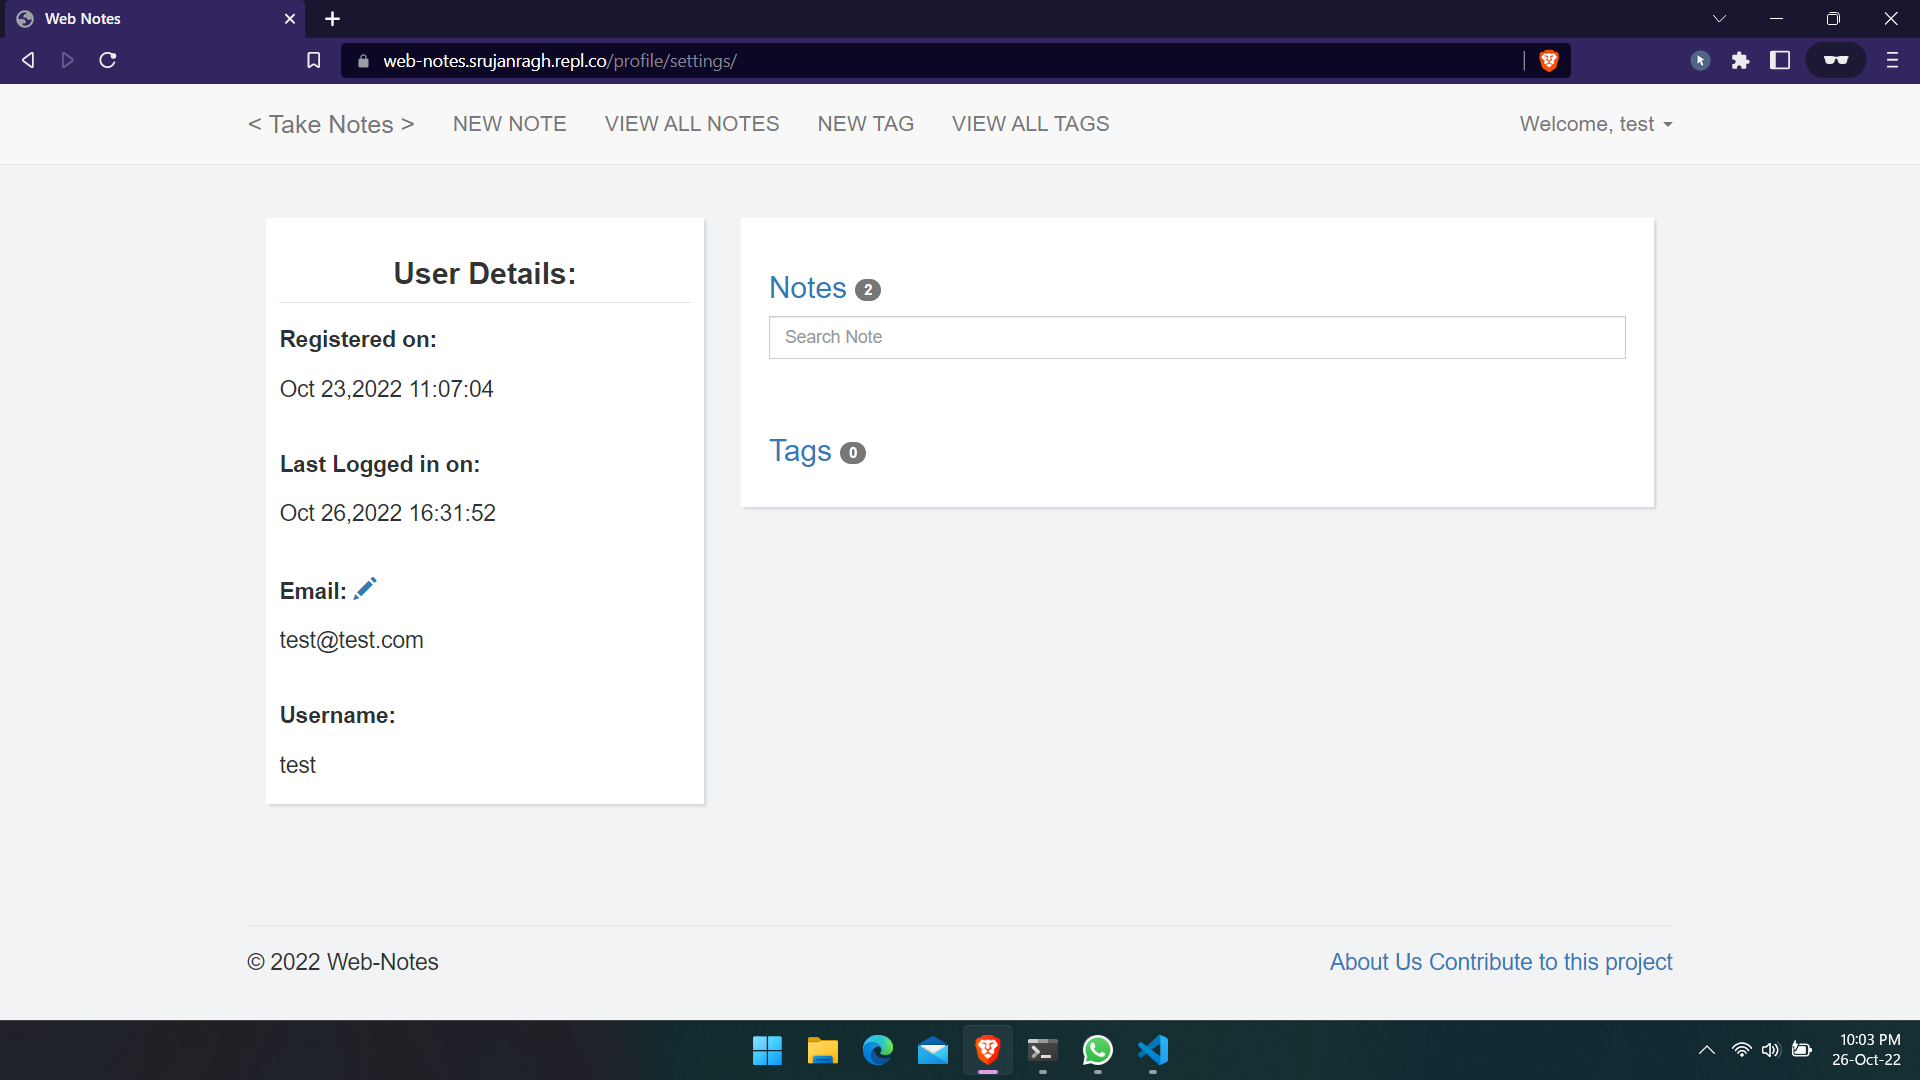 Web Notes
web-notes.srujanragh.repl.co/profile/settings/
< Take Notes > NEW NOTE VIEW ALL NOTES NEW TAG VIEW ALL TAGS Welcome, test
User Details:
Registered on:
Oct 23,2022 11:07:04
Last Logged in on:
Oct 26,2022 16:31:52
Email:
test@test.com
Username:
test
Notes 2
Search Note
Tags 0
© 2022 Web-Notes
About Us Contribute to this project
10:03 PM
26-Oct-22